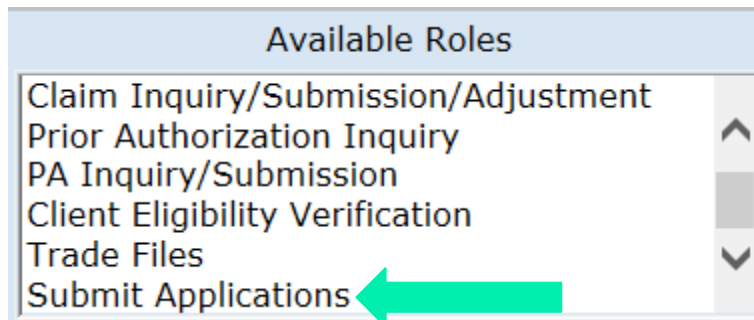 Available Roles
Claim Inquiry/Submission/Adjustment
Prior Authorization Inquiry
PA Inquiry/Submission
Client Eligibility Verification
Trade Files
Submit Applications